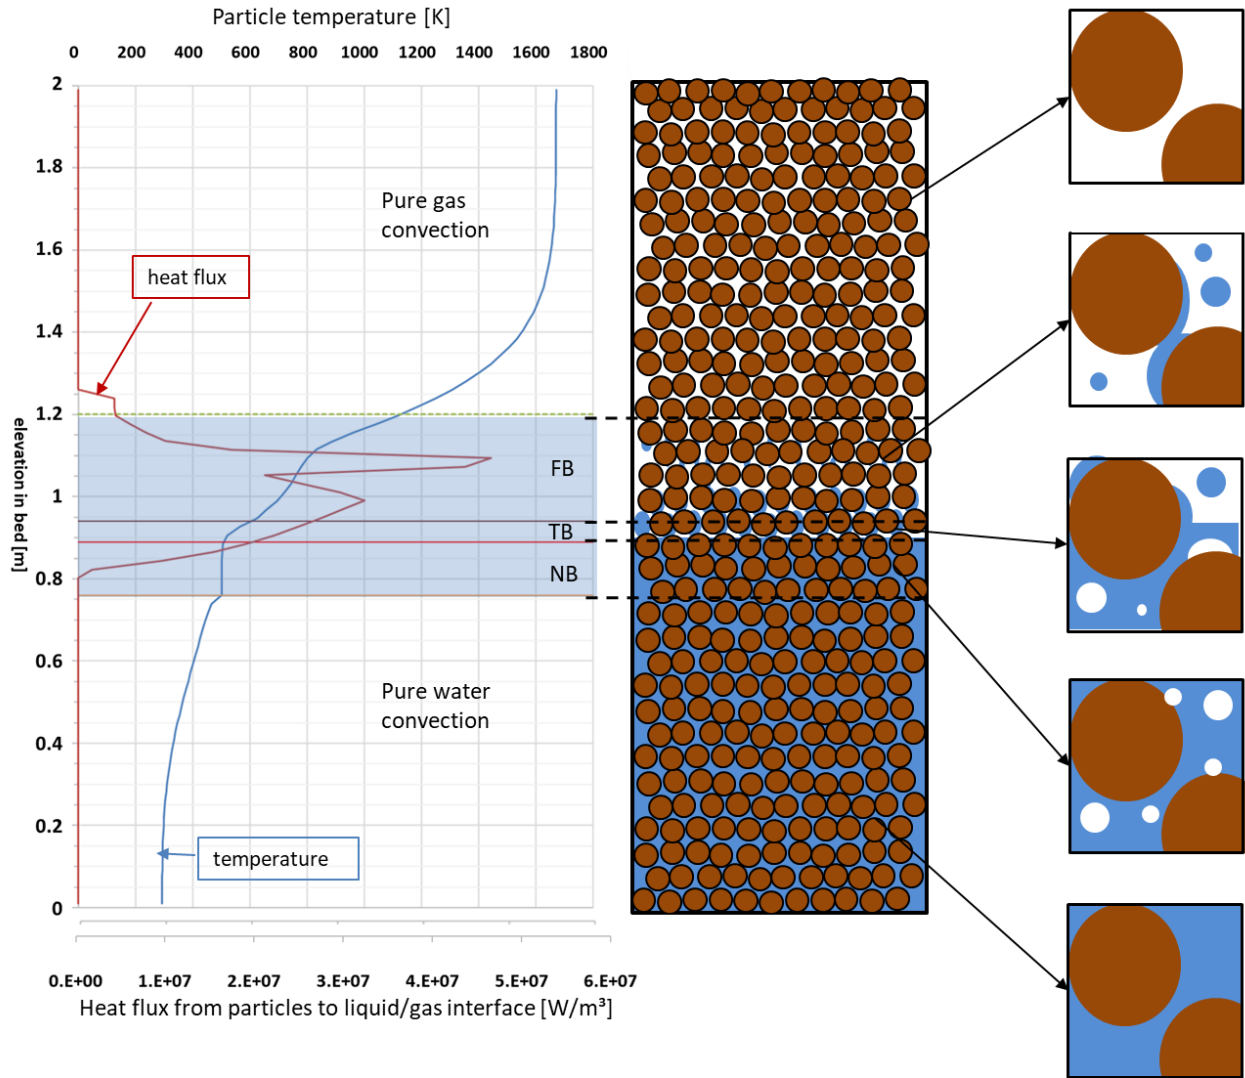 Particle temperature [K]
0 200 400 600 800 1000 1200 1400 1600 1800
2
1.8
Pure gas
convection
1.6
heat flux
1.4
1.2
elevation in bed [m]
FB
1
TB
NB
0.8
0.6
Pure water
convection
0.4
0.2
temperature
0
0.E+00 1.E+07 2.E+07 3.E+07 4.E+07 5.E+07 6.E+07
Heat flux from particles to liquid/gas interface [W/m³]